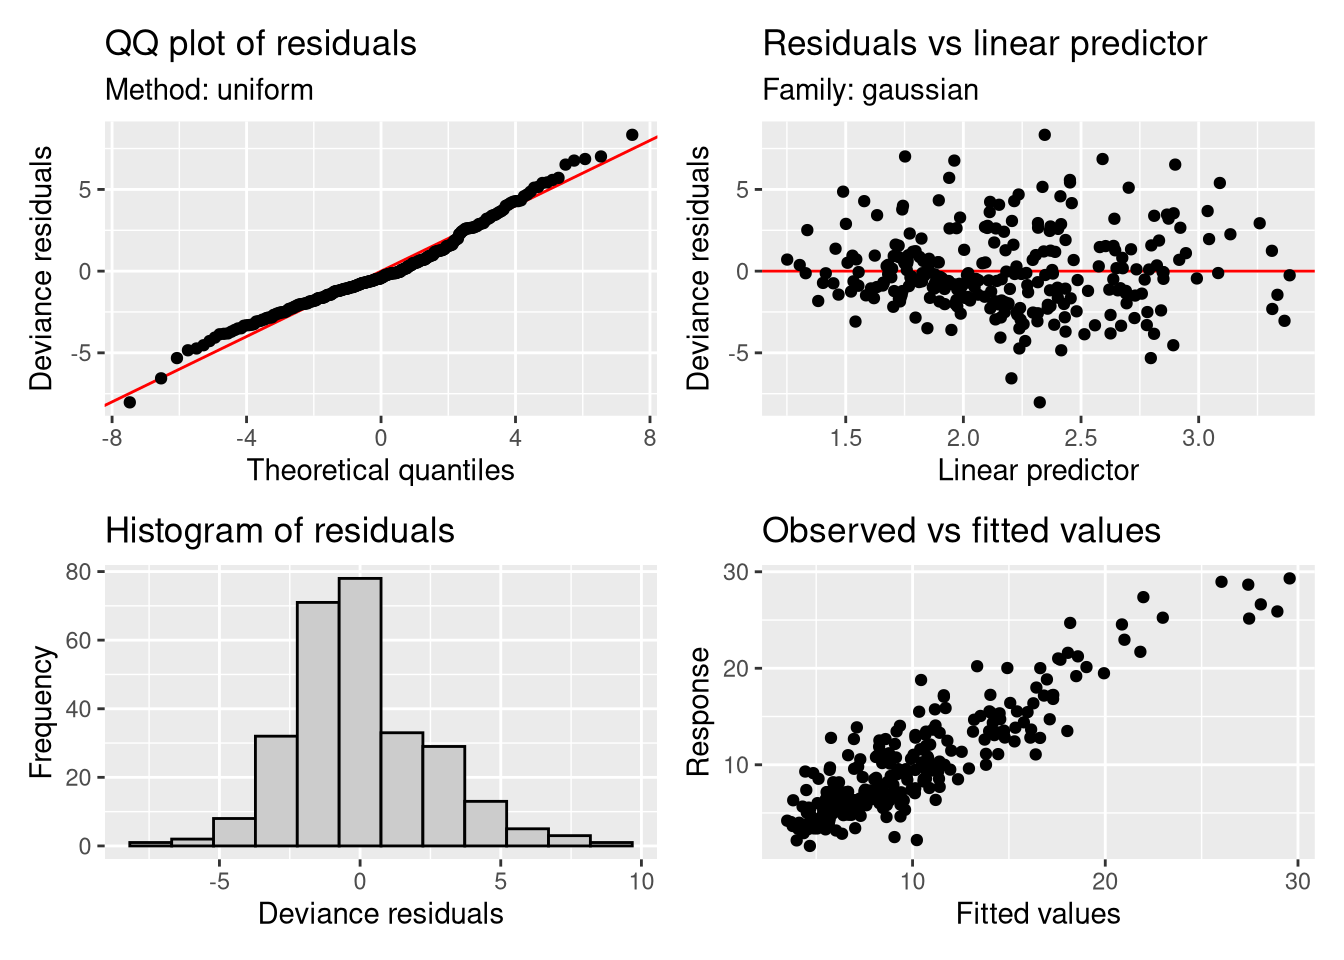 QQ plot of residuals
Method: uniform
Deviance residuals
5
0
-5
-8
-4
0
4
8
Theoretical quantiles
Residuals vs linear predictor
Family: gaussian
Deviance residuals
5
0
-5
1.5
2.0
2.5
3.0
Linear predictor
Histogram of residuals
Frequency
80
60
40
20
0
-5
0
5
10
Deviance residuals
Observed vs fitted values
Response
30
20
10
10
20
30
Fitted values